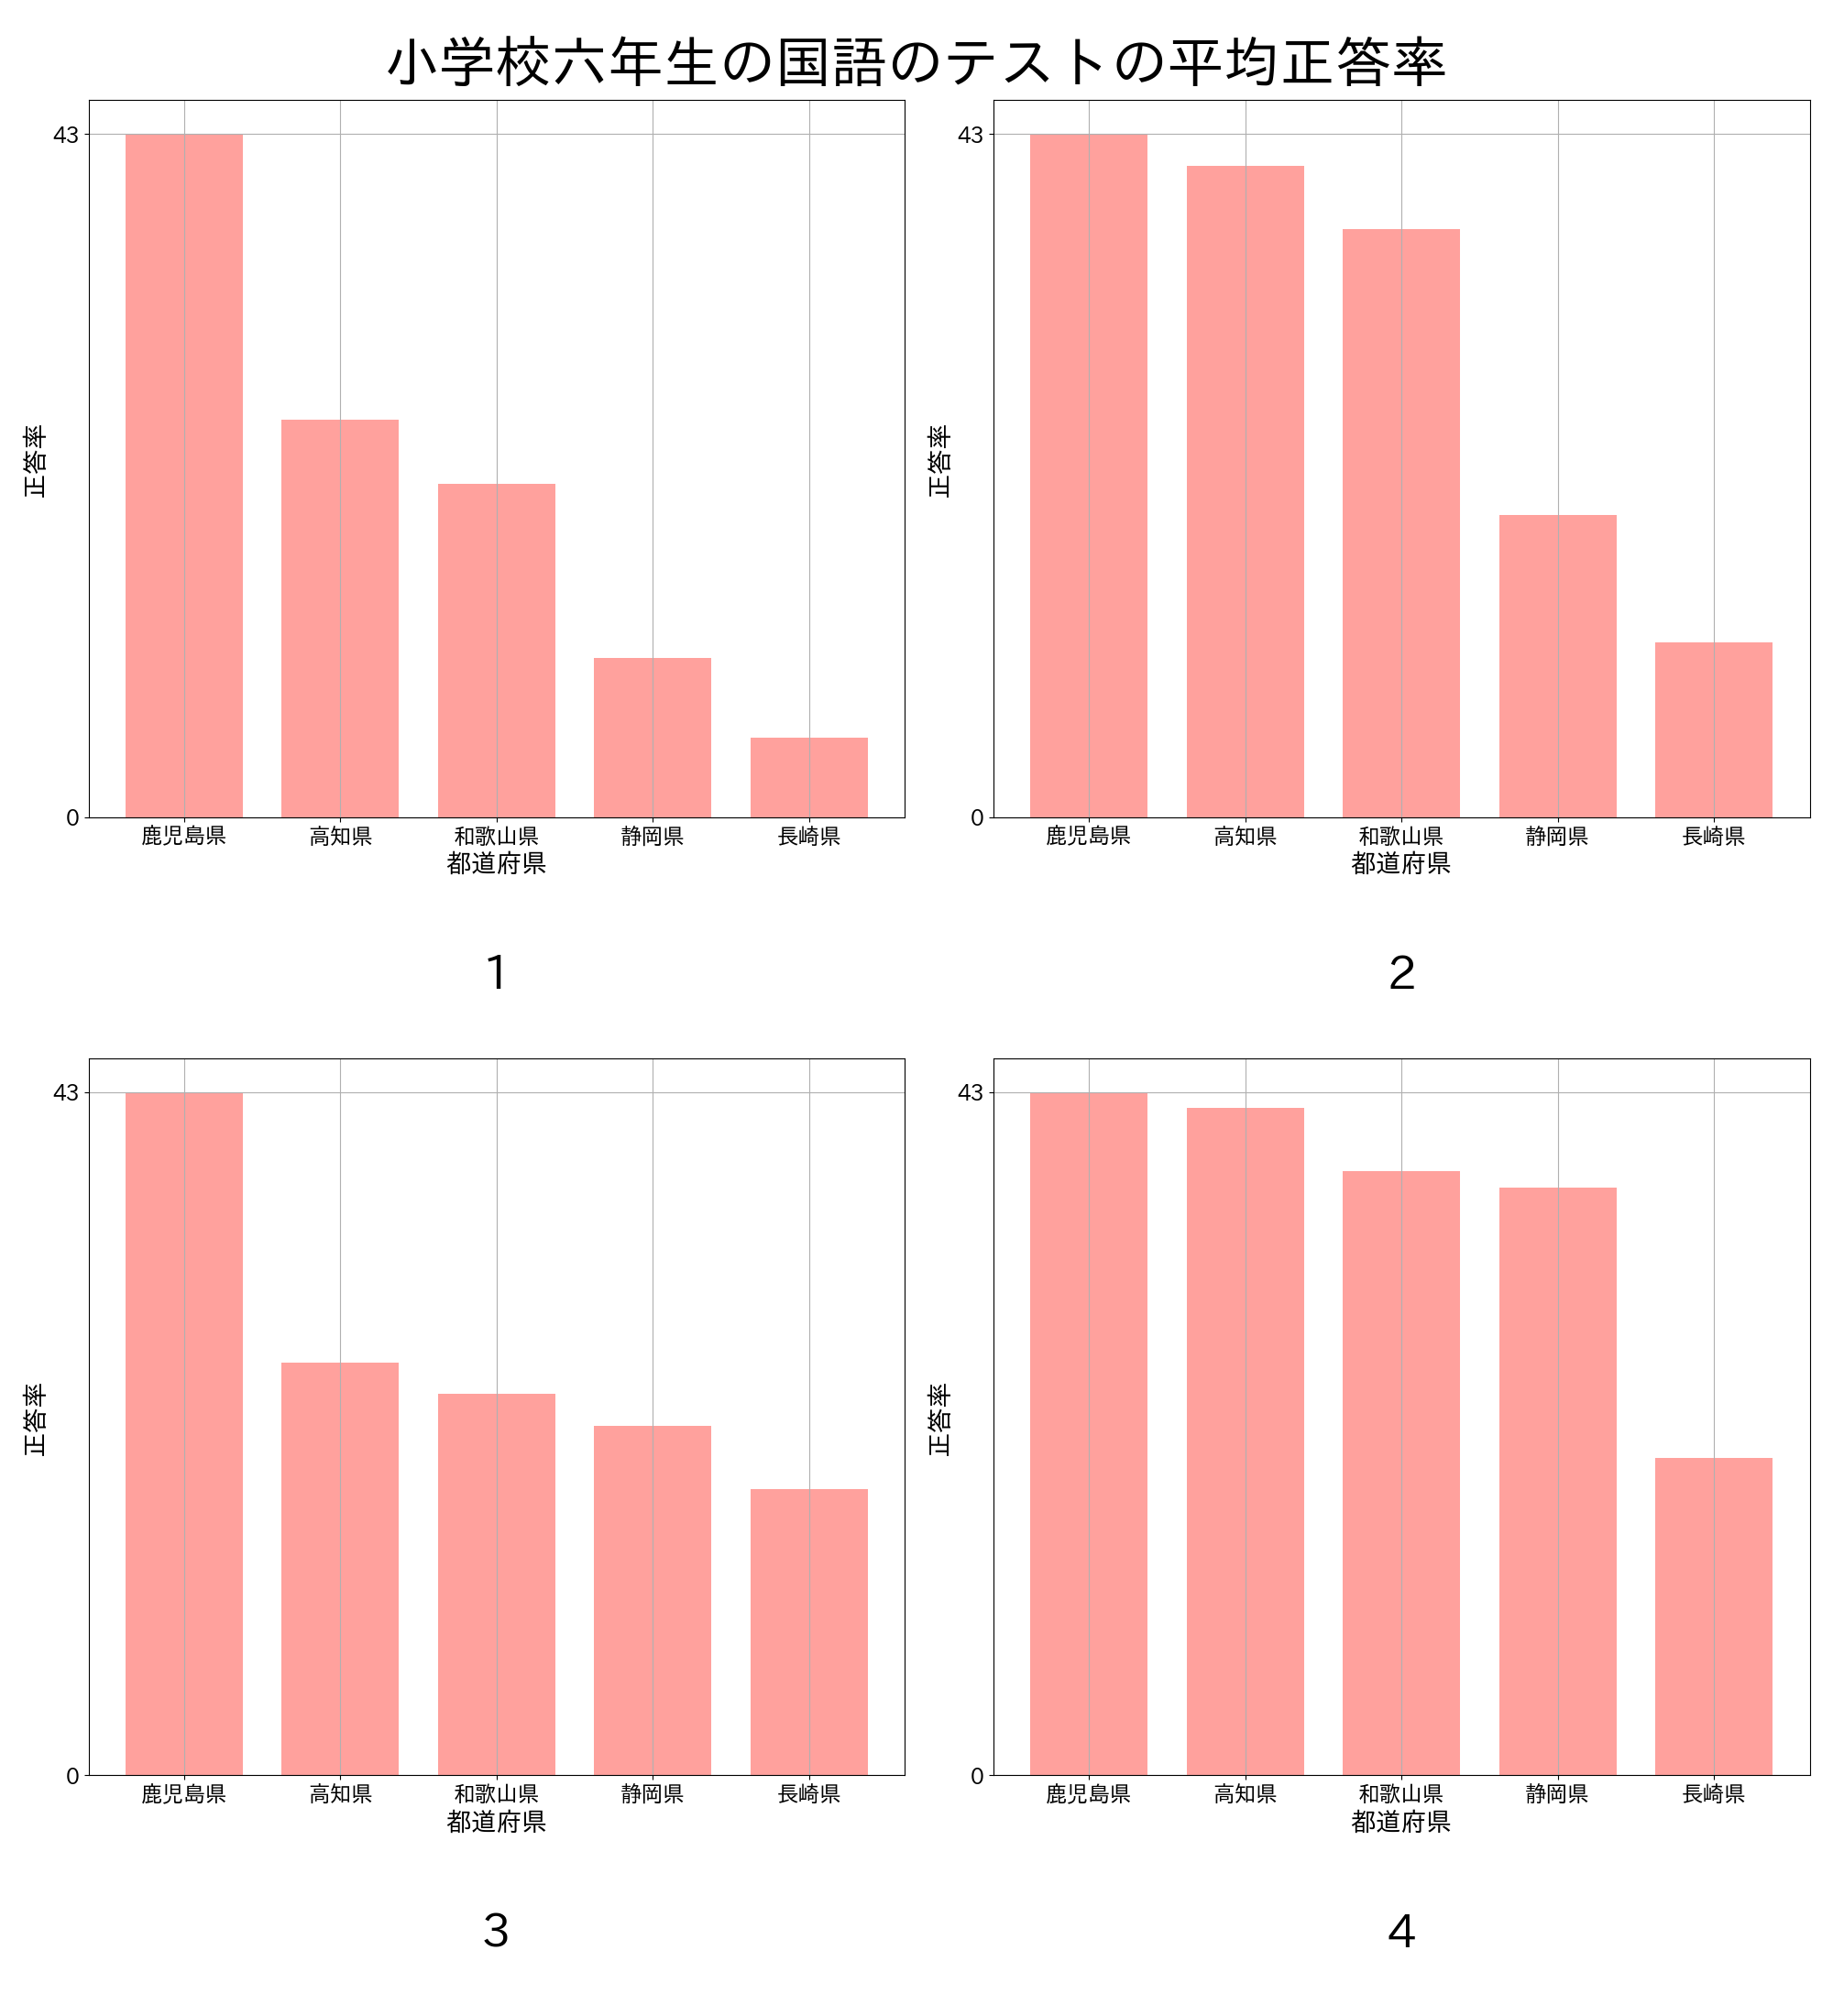 小学校六年生の国語のテストの平均正答率
43
正答率
0
鹿児島県 高知県 和歌山県 静岡県 長崎県
都道府県
1
43
正答率
0
鹿児島県 高知県 和歌山県 静岡県 長崎県
都道府県
2
43
正答率
0
鹿児島県 高知県 和歌山県 静岡県 長崎県
都道府県
3
43
正答率
0
鹿児島県 高知県 和歌山県 静岡県 長崎県
都道府県
4